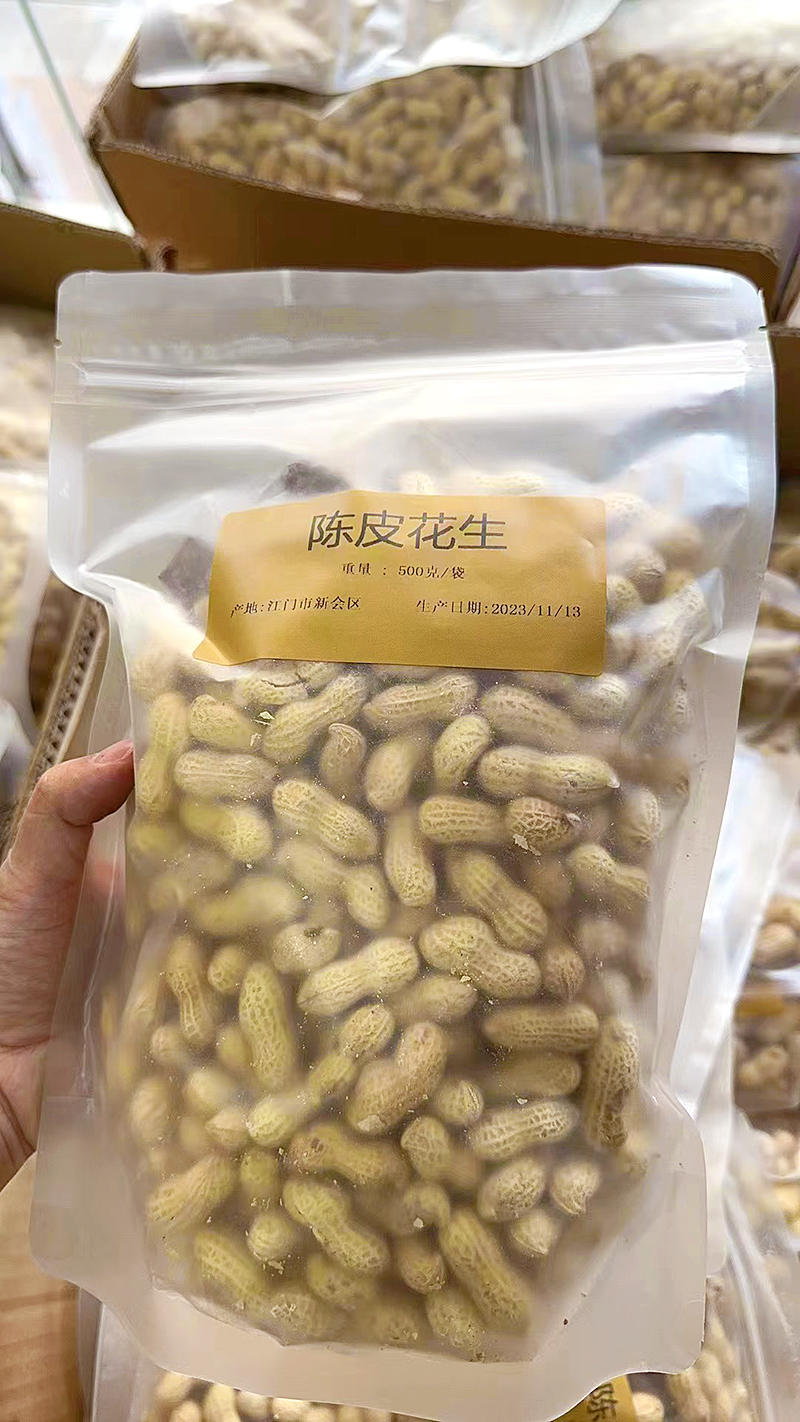 陈皮花生
重量 : 500克/袋
产地:江门市新会区 生产日期:2023/11/13